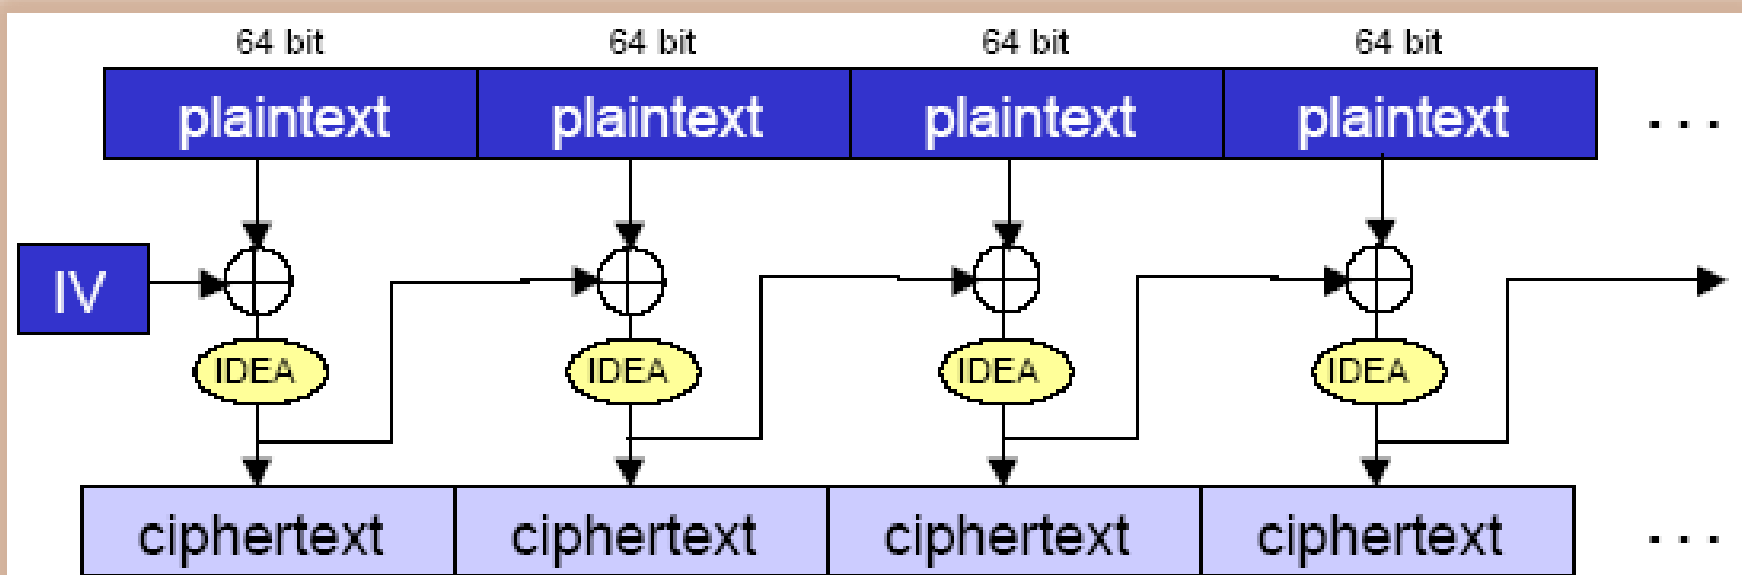 64 bit 64 bit 64 bit 64 bit
plaintext plaintext plaintext plaintext ...
IV
IDEA IDEA IDEA IDEA
ciphertext ciphertext ciphertext ciphertext ...